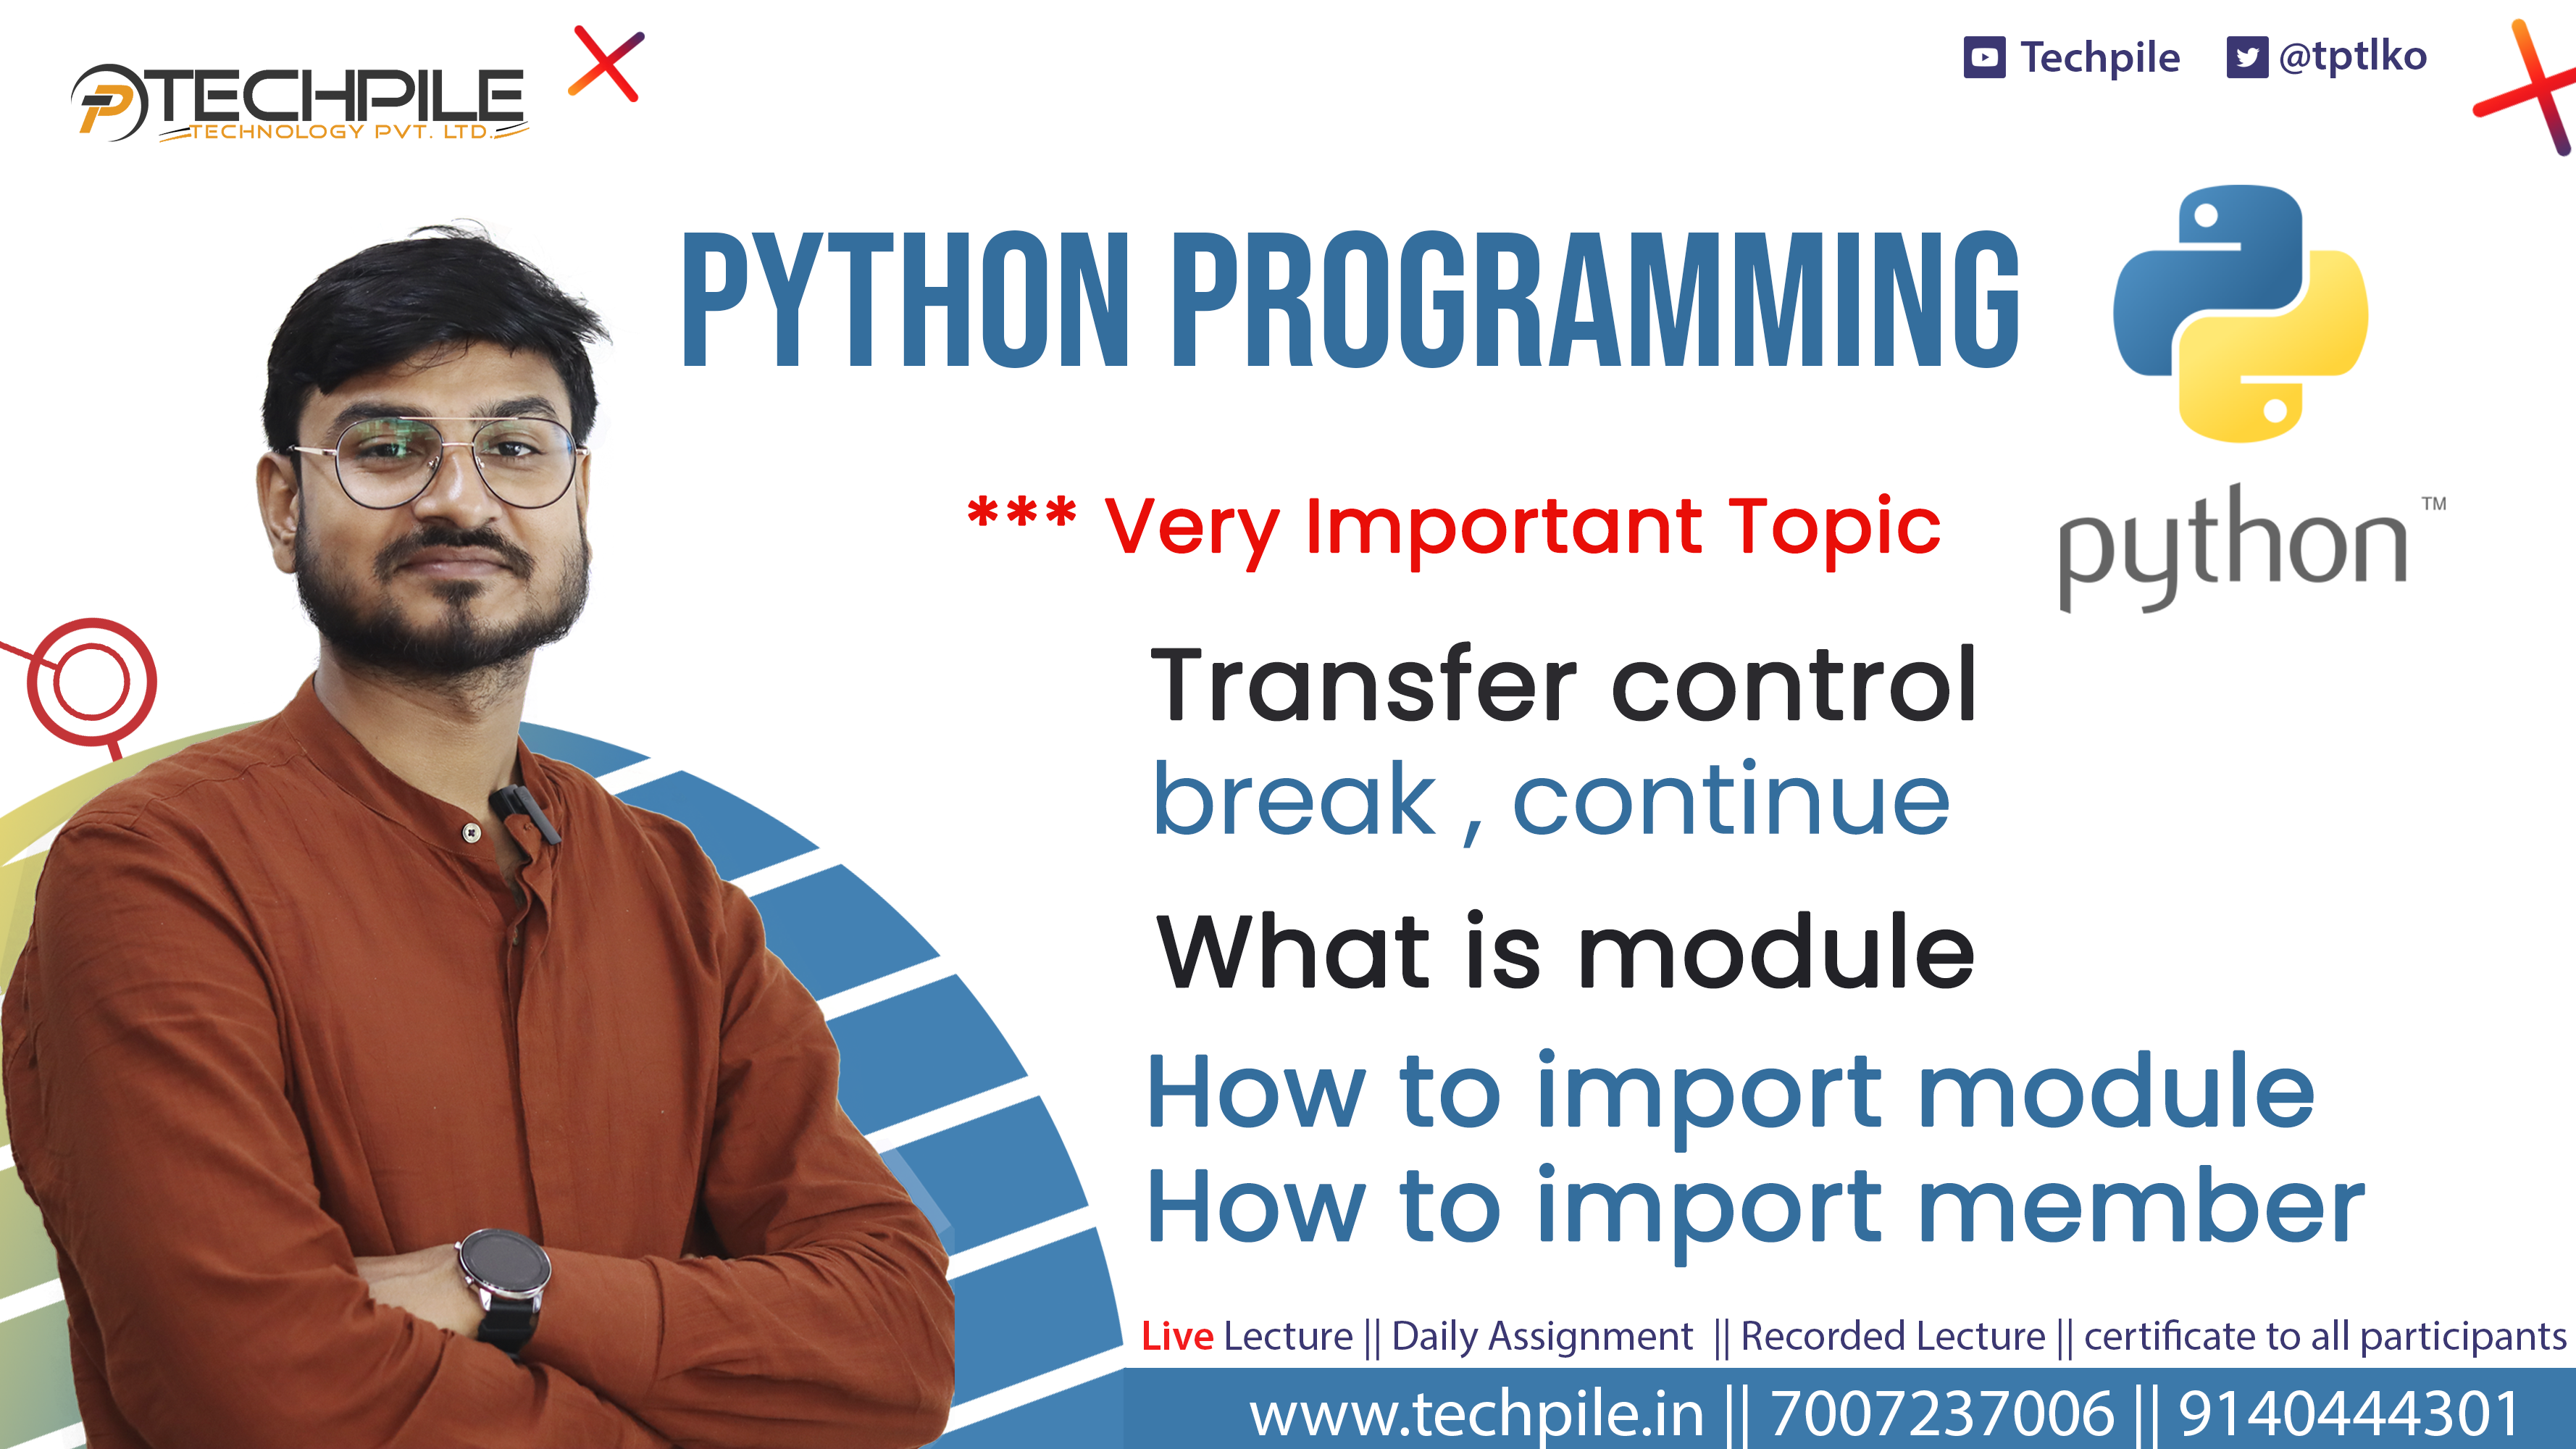 TECHPILE
TECHNOLOGY PVT. LTD.
Techpile @tptlko
PYTHON PROGRAMMING
python™
*** Very Important Topic
Transfer control
break , continue
What is module
How to import module
How to import member
Live Lecture || Daily Assignment || Recorded Lecture || certificate to all participants
www.techpile.in || 7007237006 || 9140444301